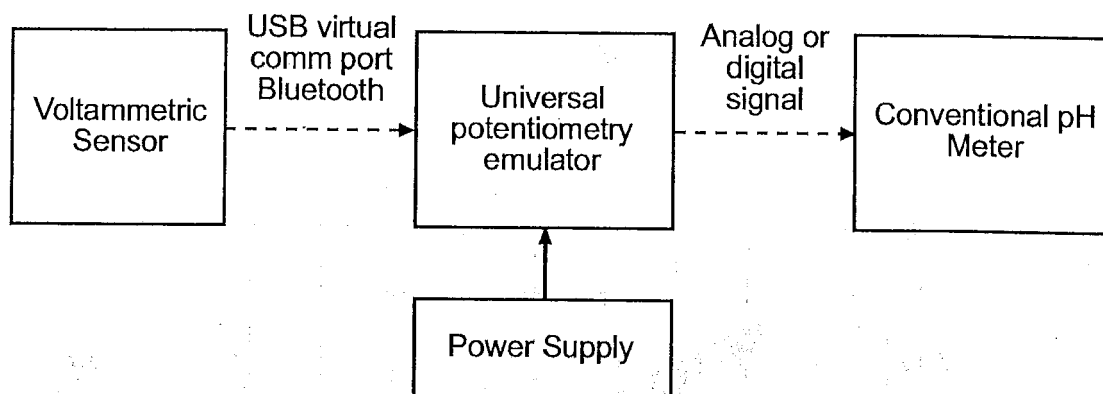 USB virtual
comm port
Bluetooth
Analog or
digital
signal
Voltammetric
Sensor
Universal
potentiometry
emulator
Conventional pH
Meter
Power Supply